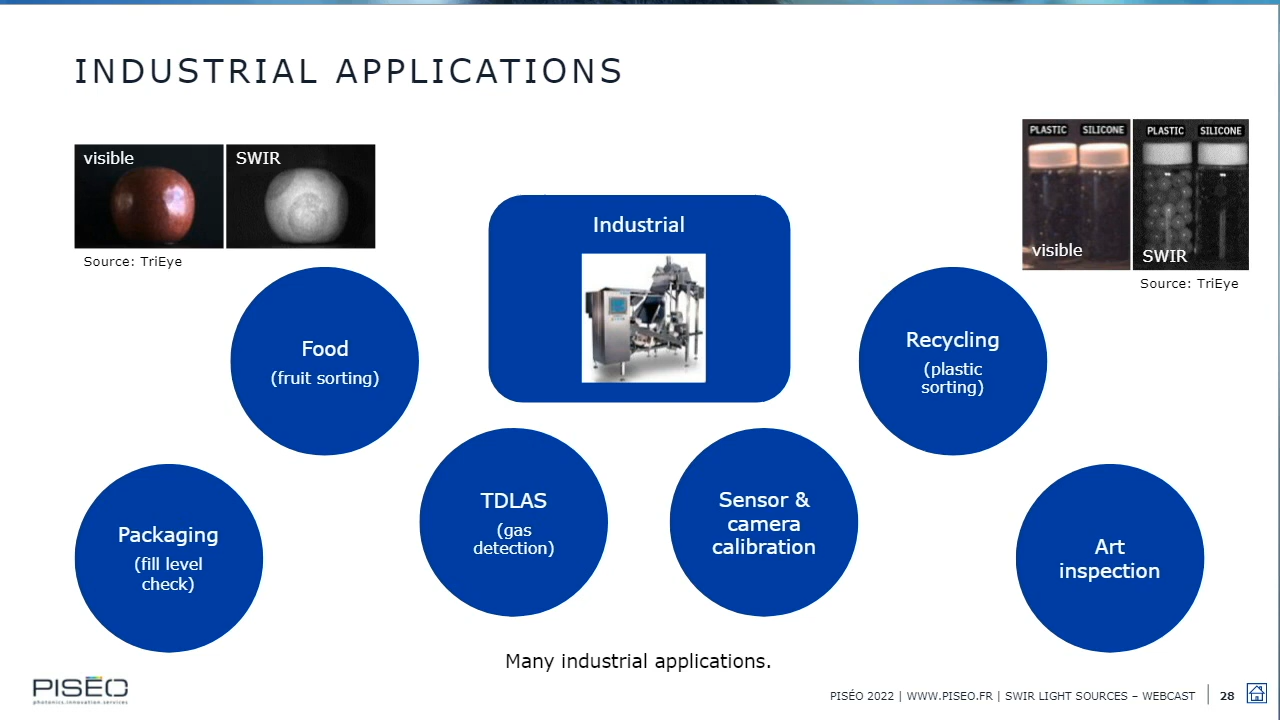 INDUSTRIAL APPLICATIONS
visible
SWIR
Source: TriEye
PLASTIC
SILICONE
PLASTIC
SILICONE
visible
SWIR
Source: TriEye
Industrial
Food
(fruit sorting)
Recycling
(plastic
sorting)
Packaging
(fill level
check)
TDLAS
(gas
detection)
Sensor &
camera
calibration
Art
inspection
Many industrial applications.
PISEO
photonics.innovation.services
PISÉO 2022 | WWW.PISEO.FR | SWIR LIGHT SOURCES – WEBCAST
28